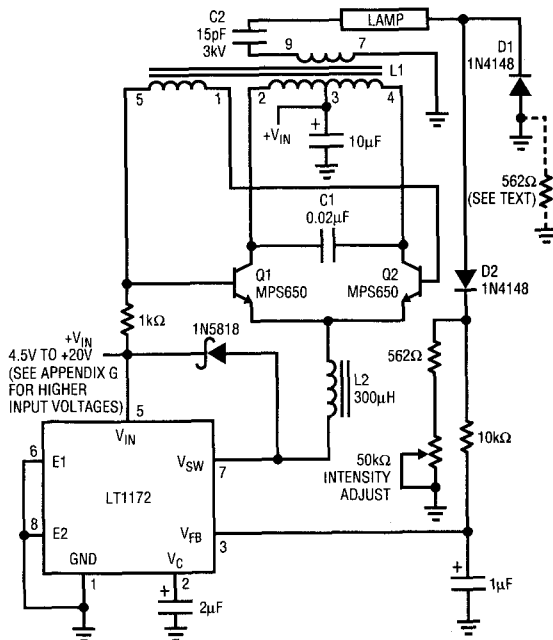 C2
15pF
3kV
LAMP
9
7
D1
1N4148
L1
5
1
2
3
4
+VIN
+
10µF
562Ω
(SEE TEXT)
C1
0.02µF
Q1
MPS650
Q2
MPS650
D2
1N4148
1kΩ
1N5818
+VIN
4.5V TO +20V
(SEE APPENDIX G
FOR HIGHER
INPUT VOLTAGES)
L2
300µH
562Ω
50kΩ
INTENSITY
ADJUST
10kΩ
5
VIN
6
E1
VSW
7
LT1172
8
E2
VFB
3
GND
VC
1
2
+
2µF
+
1µF